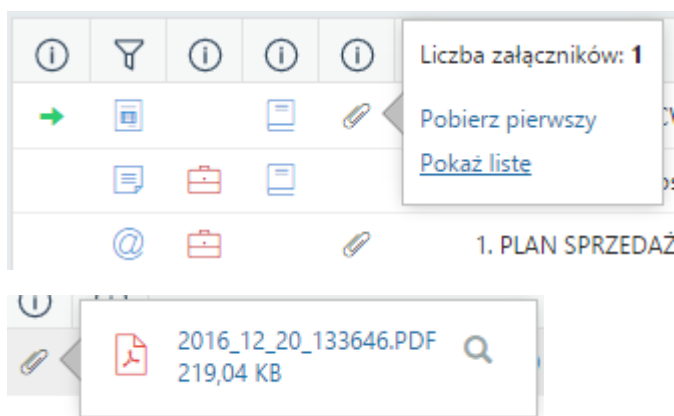 Liczba załączników: 1
Pobierz pierwszy
Pokaż liste
1. PLAN SPRZEDAŻ
2016_12_20_133646.PDF
219,04 KB